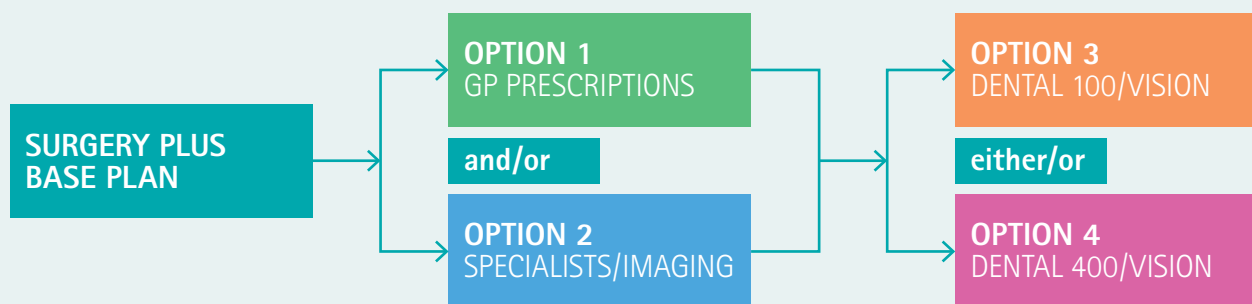 SURGERY PLUS
BASE PLAN
OPTION 1
GP PRESCRIPTIONS
and/or
OPTION 2
SPECIALISTS/IMAGING
OPTION 3
DENTAL 100/VISION
either/or
OPTION 4
DENTAL 400/VISION